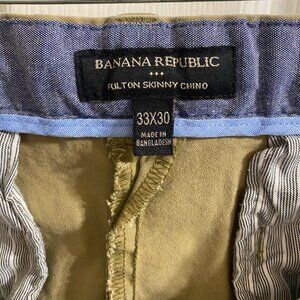 BANANA REPUBLIC
FULTON SKINNY CHINO
33X30
MADE IN
BANGLADESH